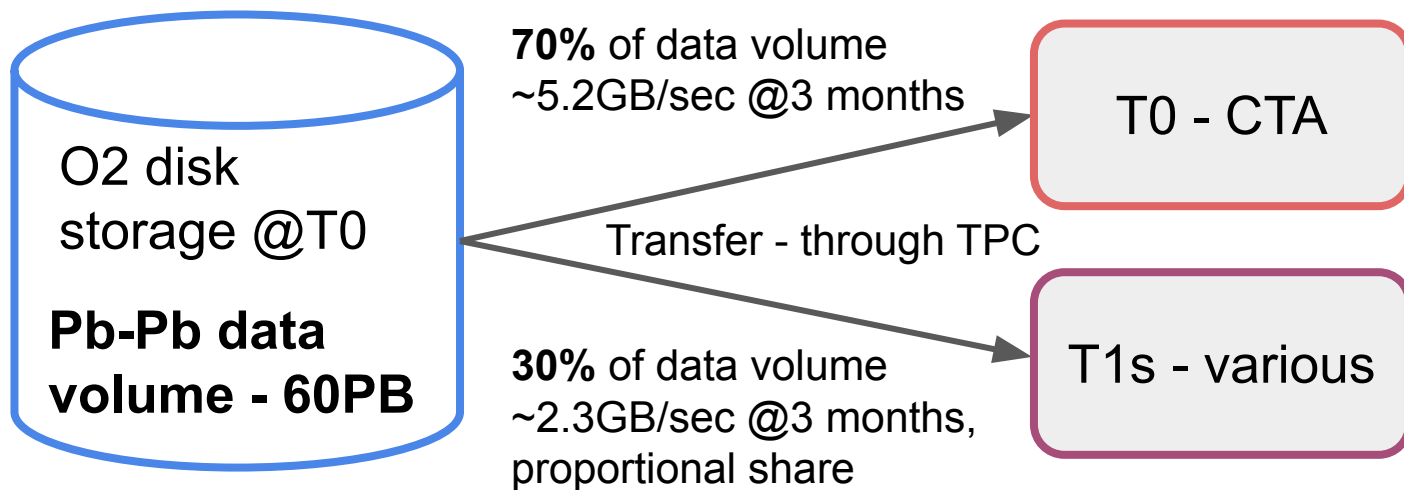 O2 disk
storage @T0
Pb-Pb data
volume - 60PB
70% of data volume
~5.2GB/sec @3 months
Transfer - through TPC
30% of data volume
~2.3GB/sec @3 months,
proportional share
T0 - CTA
T1s - various